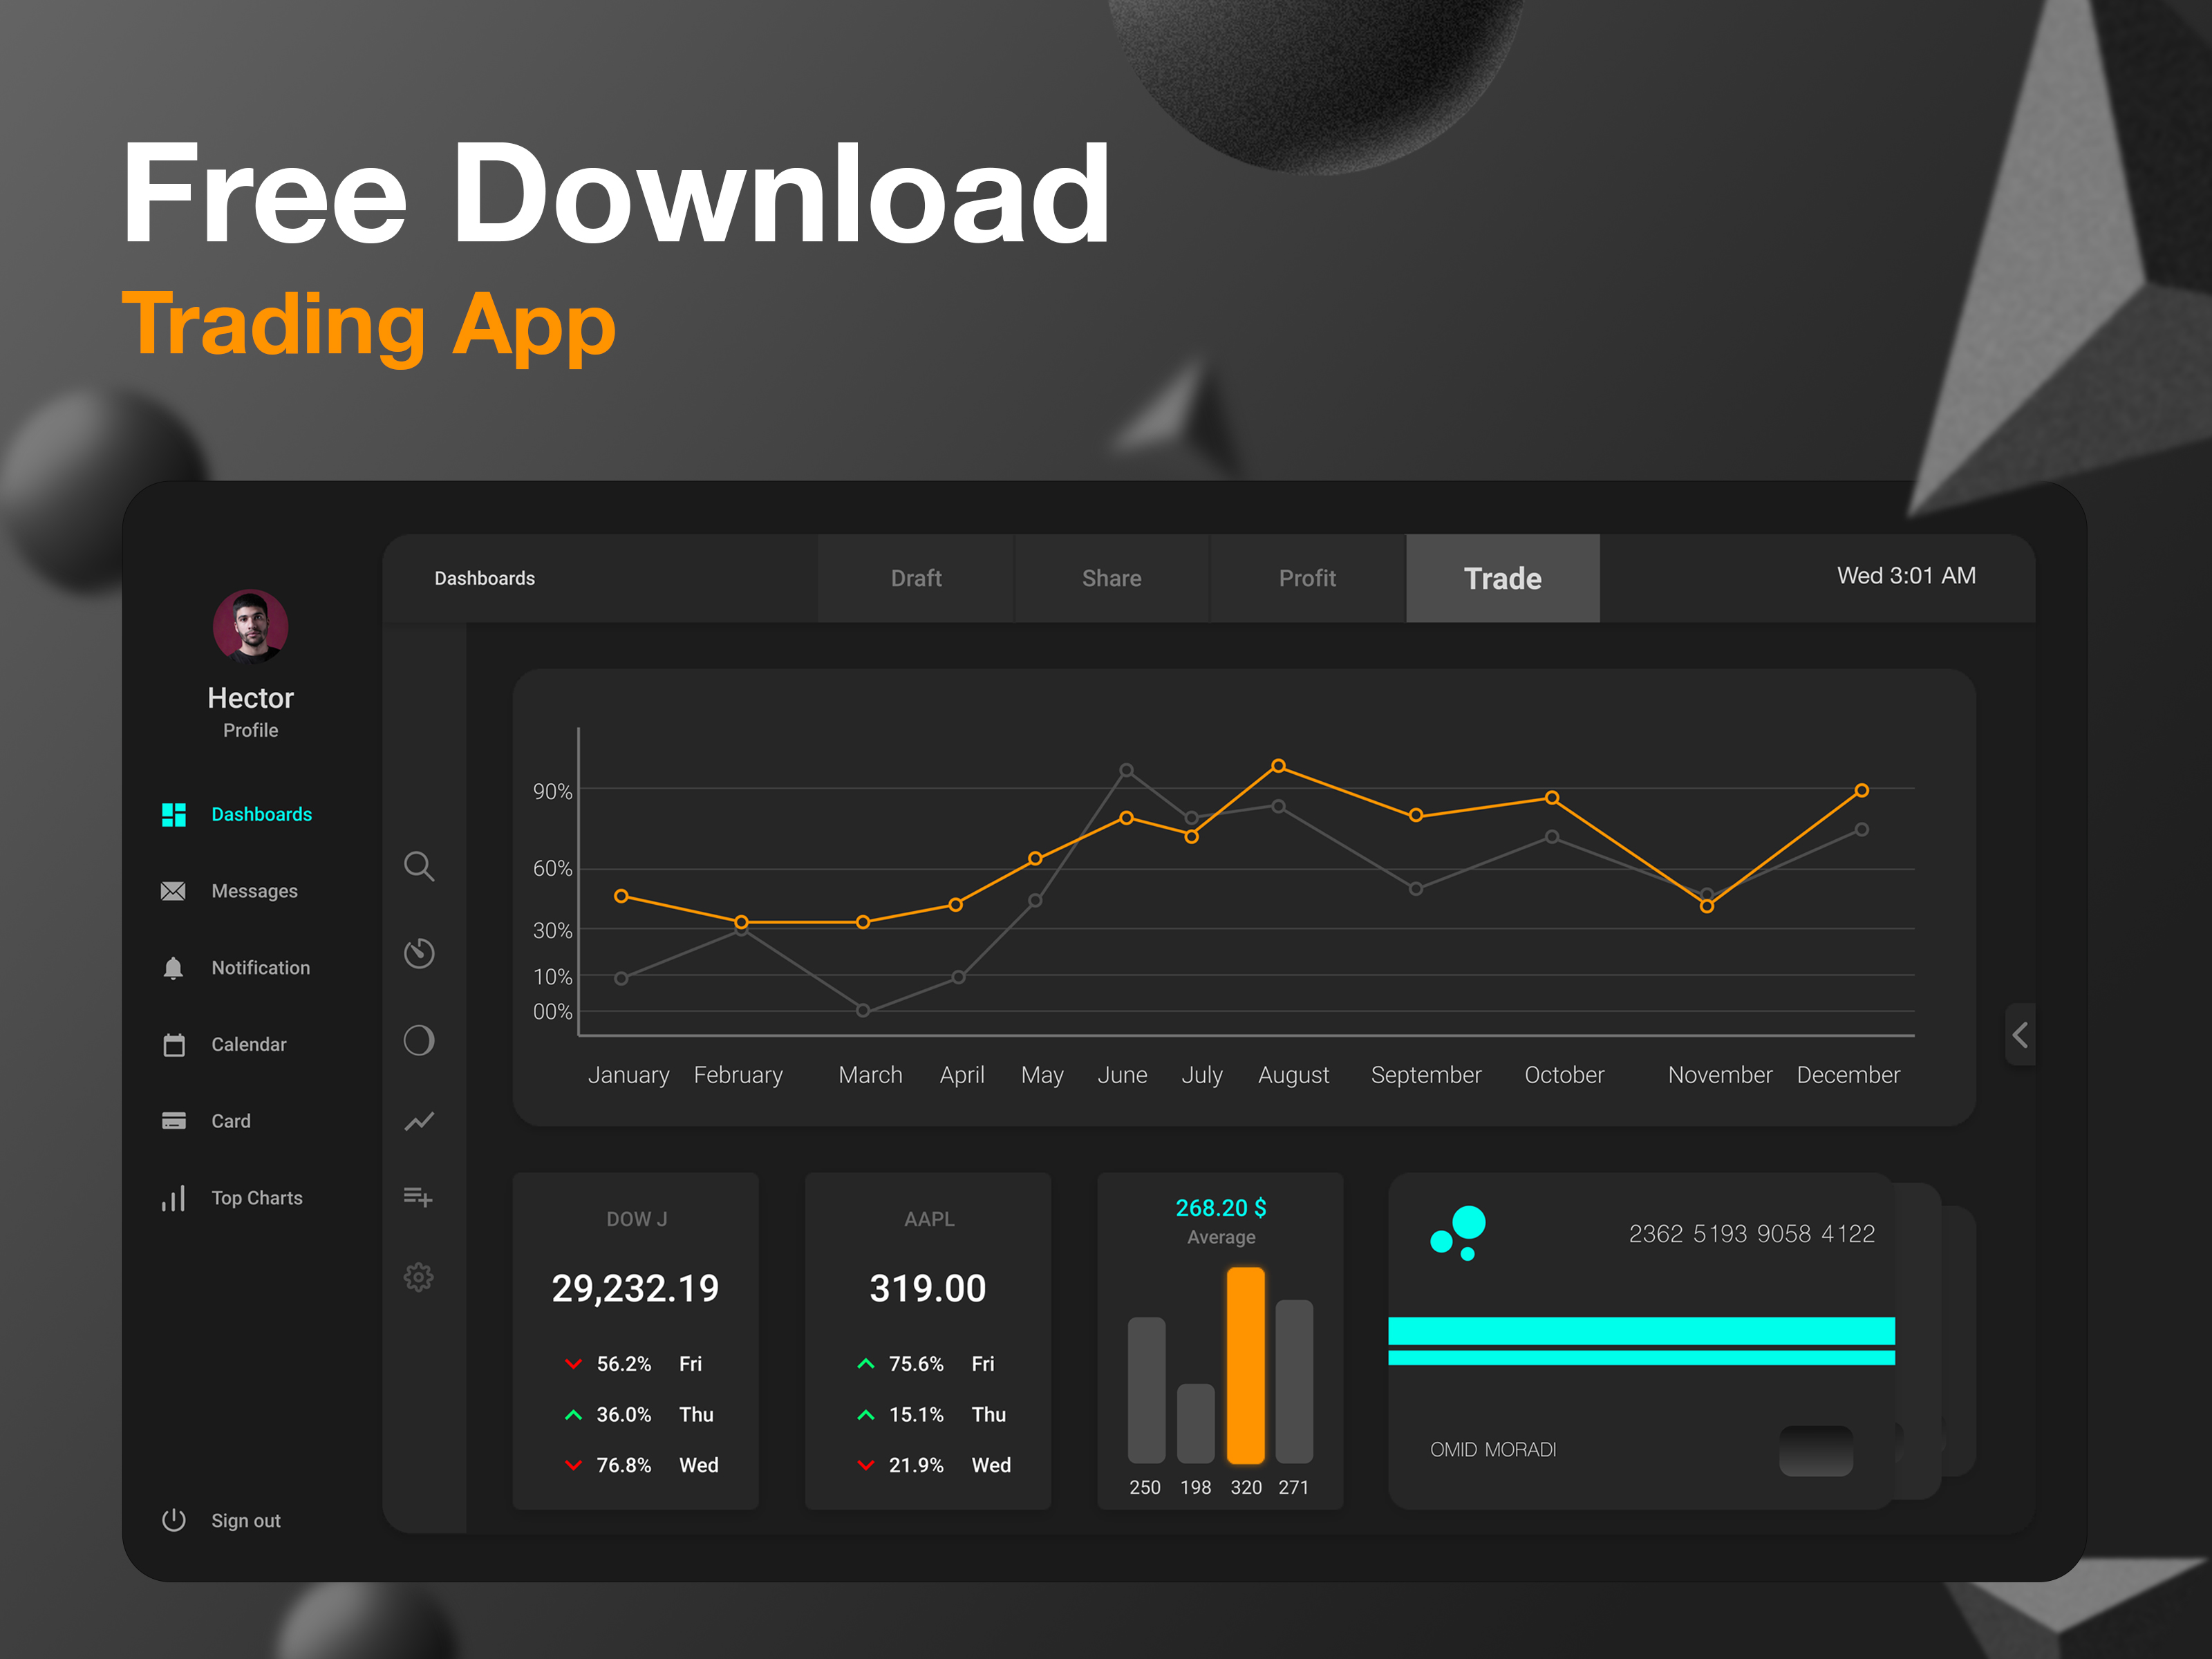 Free Download
Trading App
Dashboards
Draft
Share
Profit
Trade
Wed 3:01 AM
Hector
Profile
Dashboards
Messages
Notification
Calendar
Card
Top Charts
Sign out
90%
60%
30%
10%
00%
January February March April May June July August September October November December
DOW J
29,232.19
56.2% Fri
36.0% Thu
76.8% Wed
AAPL
319.00
75.6% Fri
15.1% Thu
21.9% Wed
268.20 $
Average
250 198 320 271
2362 5193 9058 4122
OMID MORADI